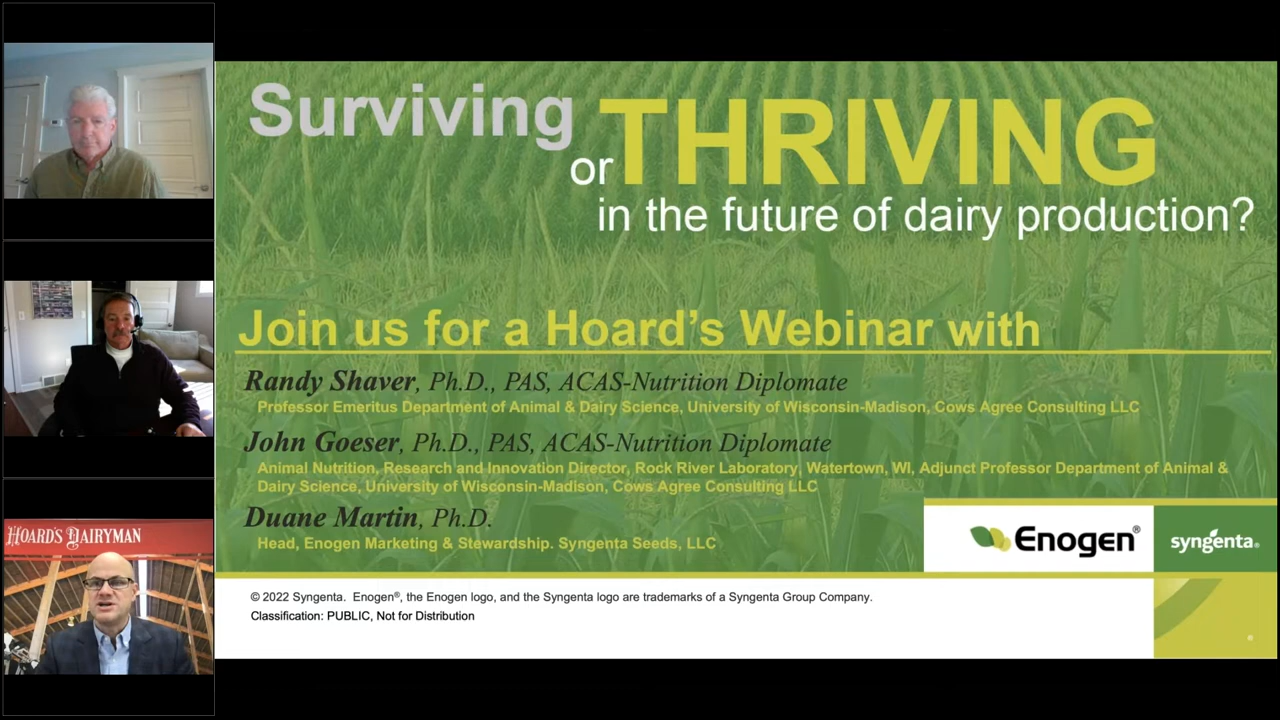 Surviving
or THRIVING
in the future of dairy production?
Join us for a Hoard's Webinar with
Randy Shaver, Ph.D., PAS, ACAS-Nutrition Diplomate
Professor Emeritus Department of Animal & Dairy Science, University of Wisconsin-Madison, Cows Agree Consulting LLC
John Goeser, Ph.D., PAS, ACAS-Nutrition Diplomate
Animal Nutrition, Research and Innovation Director, Rock River Laboratory, Watertown, WI, Adjunct Professor Department of Animal &
Dairy Science, University of Wisconsin-Madison, Cows Agree Consulting LLC
Duane Martin, Ph.D.
Head, Enogen Marketing & Stewardship. Syngenta Seeds, LLC
Enogen®
syngenta®
© 2022 Syngenta. Enogen®, the Enogen logo, and the Syngenta logo are trademarks of a Syngenta Group Company.
Classification: PUBLIC, Not for Distribution
HOARD'S DAIRYMAN